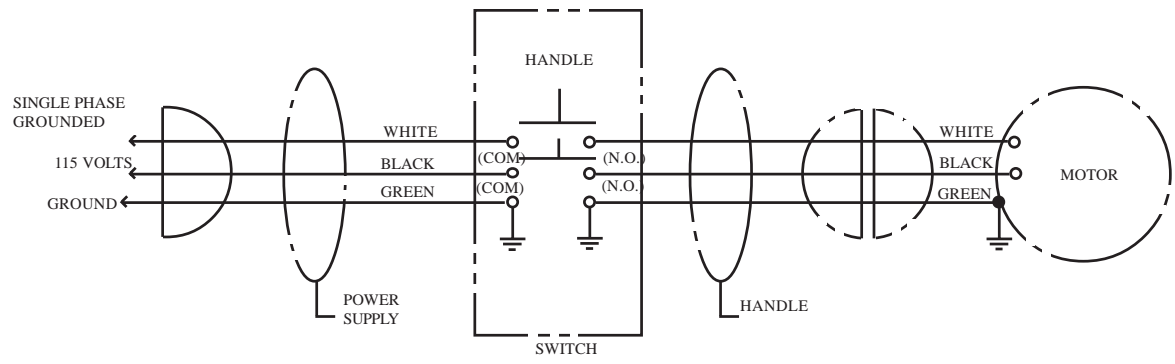 HANDLE
SINGLE PHASE
GROUNDED
WHITE
WHITE
115 VOLTS
BLACK
(COM)
(N.O.)
BLACK
MOTOR
GREEN
(COM)
(N.O.)
GREEN
GROUND
POWER
SUPPLY
HANDLE
SWITCH